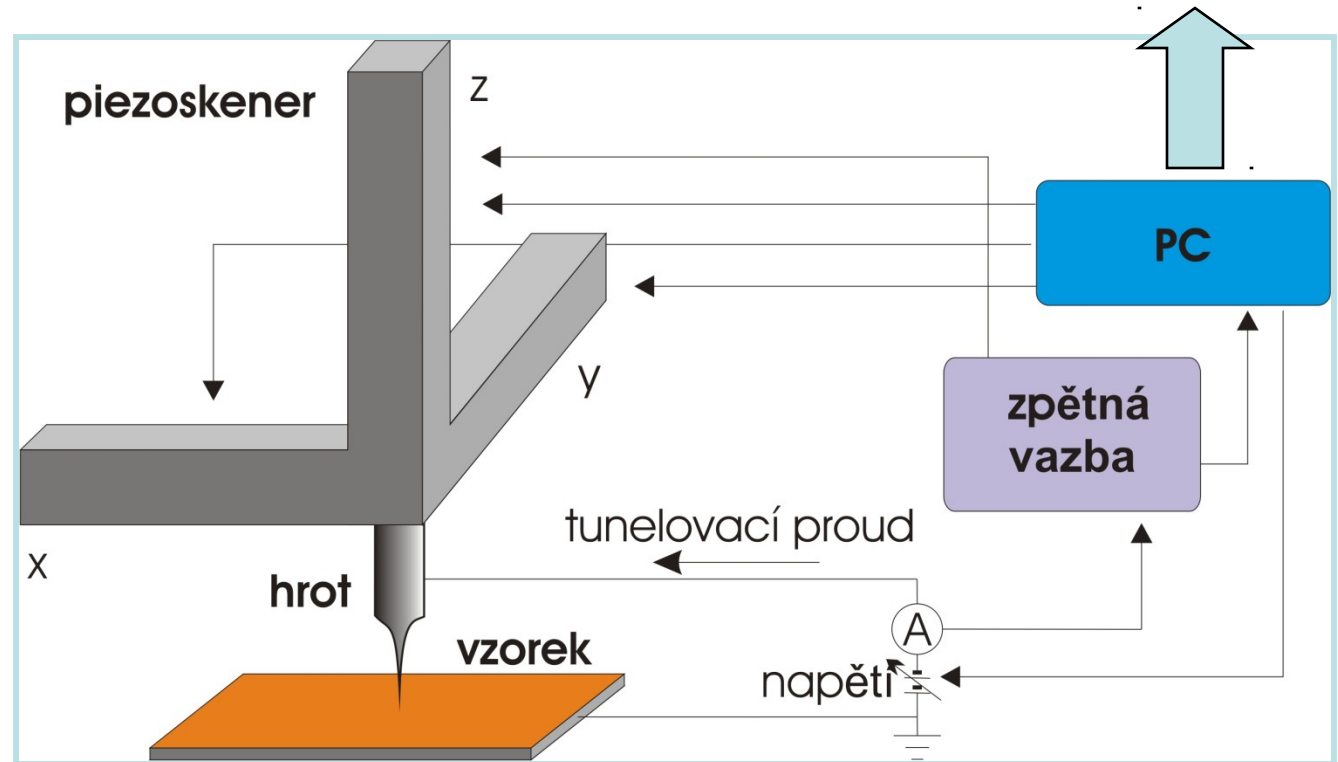 piezoskener
z
PC
y
zpětná
vazba
tunelovací proud
x
hrot
A
vzorek
napětí